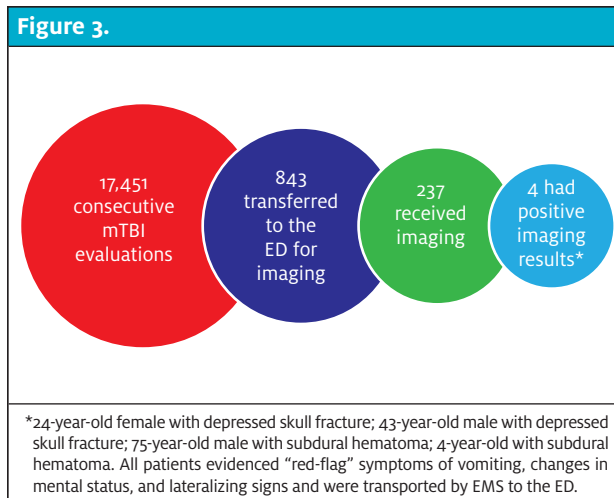 Figure 3.
17,451
consecutive
mTBI
evaluations
843
transferred
to the
ED for
imaging
237
received
imaging
4 had
positive
imaging
results*
*24-year-old female with depressed skull fracture; 43-year-old male with depressed
skull fracture; 75-year-old male with subdural hematoma; 4-year-old with subdural
hematoma. All patients evidenced “red-flag” symptoms of vomiting, changes in
mental status, and lateralizing signs and were transported by EMS to the ED.